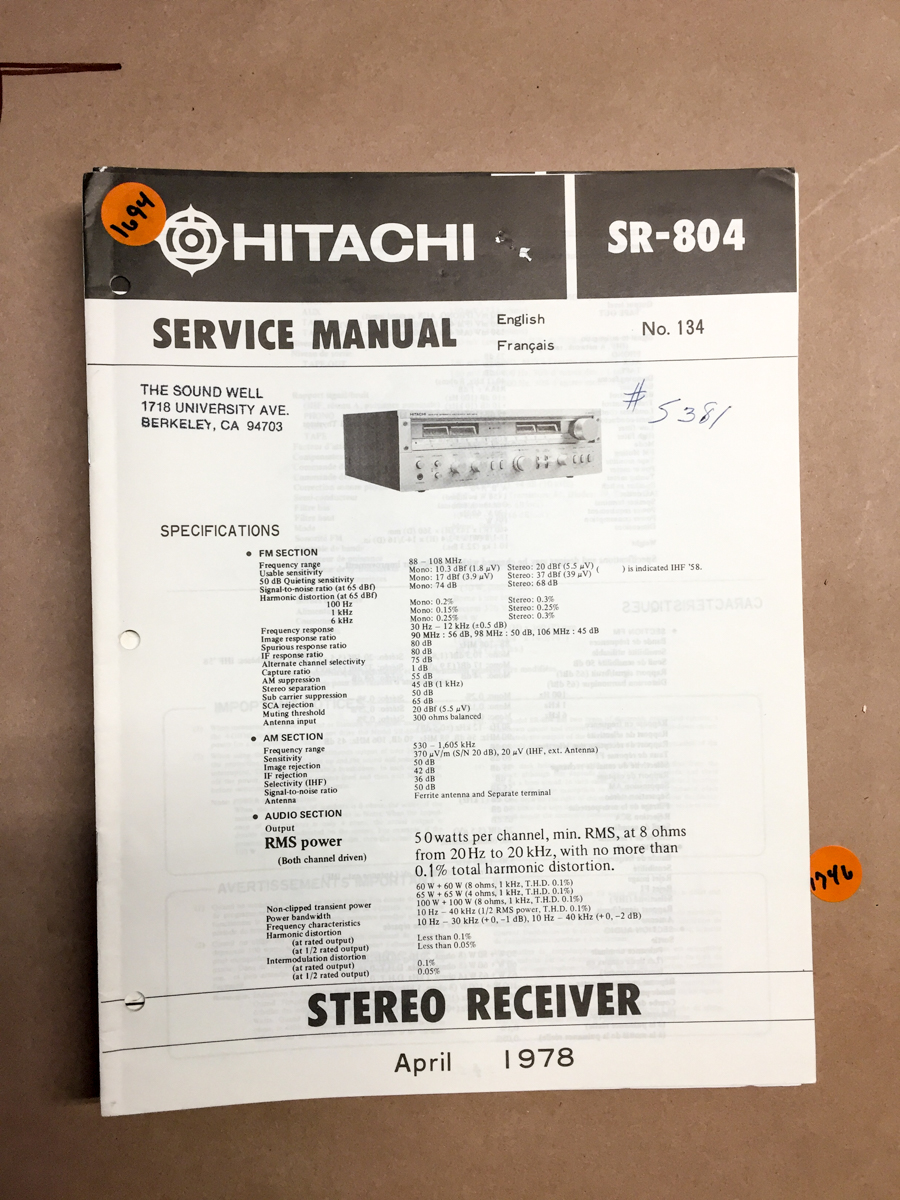 1694
HITACHI
SR-804
SERVICE MANUAL
English
Français
No. 134
THE SOUND WELL
1718 UNIVERSITY AVE.
BERKELEY, CA 94703
# 5381
HITACHI
SPECIFICATIONS
● FM SECTION
Frequency range 88 – 108 MHz
Usable sensitivity Mono: 10.3 dBf (1.8 µV) Stereo: 20 dBf (5.5 µV) ( ) is indicated IHF '58.
50 dB Quieting sensitivity Mono: 17 dBf (3.9 µV) Stereo: 37 dBf (39 µV)
Signal-to-noise ratio (at 65 dBf) Mono: 74 dB Stereo: 68 dB
Harmonic distortion (at 65 dBf)
100 Hz Mono: 0.2% Stereo: 0.3%
1 kHz Mono: 0.15% Stereo: 0.25%
6 kHz Mono: 0.25% Stereo: 0.3%
Frequency response 30 Hz – 12 kHz (±0.5 dB)
Image response ratio 90 MHz : 56 dB, 98 MHz : 50 dB, 106 MHz : 45 dB
Spurious response ratio 80 dB
IF response ratio 80 dB
Alternate channel selectivity 75 dB
Capture ratio 1 dB
AM suppression 55 dB
Stereo separation 45 dB (1 kHz)
Sub carrier suppression 50 dB
SCA rejection 65 dB
Muting threshold 20 dBf (5.5 µV)
Antenna input 300 ohms balanced
● AM SECTION
Frequency range 530 – 1,605 kHz
Sensitivity 370 µV/m (S/N 20 dB), 20 µV (IHF, ext. Antenna)
Image rejection 50 dB
IF rejection 42 dB
Selectivity (IHF) 36 dB
Signal-to-noise ratio 50 dB
Antenna Ferrite antenna and Separate terminal
● AUDIO SECTION
Output
RMS power 50 watts per channel, min. RMS, at 8 ohms
(Both channel driven) from 20 Hz to 20 kHz, with no more than
0.1% total harmonic distortion.
60 W + 60 W (8 ohms, 1 kHz, T.H.D. 0.1%)
65 W + 65 W (4 ohms, 1 kHz, T.H.D. 0.1%)
Non-clipped transient power 100 W + 100 W (8 ohms, 1 kHz, T.H.D. 0.1%)
Power bandwidth 10 Hz – 40 kHz (1/2 RMS power, T.H.D. 0.1%)
Frequency characteristics 10 Hz – 30 kHz (+0, –1 dB), 10 Hz – 40 kHz (+0, –2 dB)
Harmonic distortion
(at rated output) Less than 0.1%
(at 1/2 rated output) Less than 0.05%
Intermodulation distortion
(at rated output) 0.1%
(at 1/2 rated output) 0.05%
1746
STEREO RECEIVER
April 1978